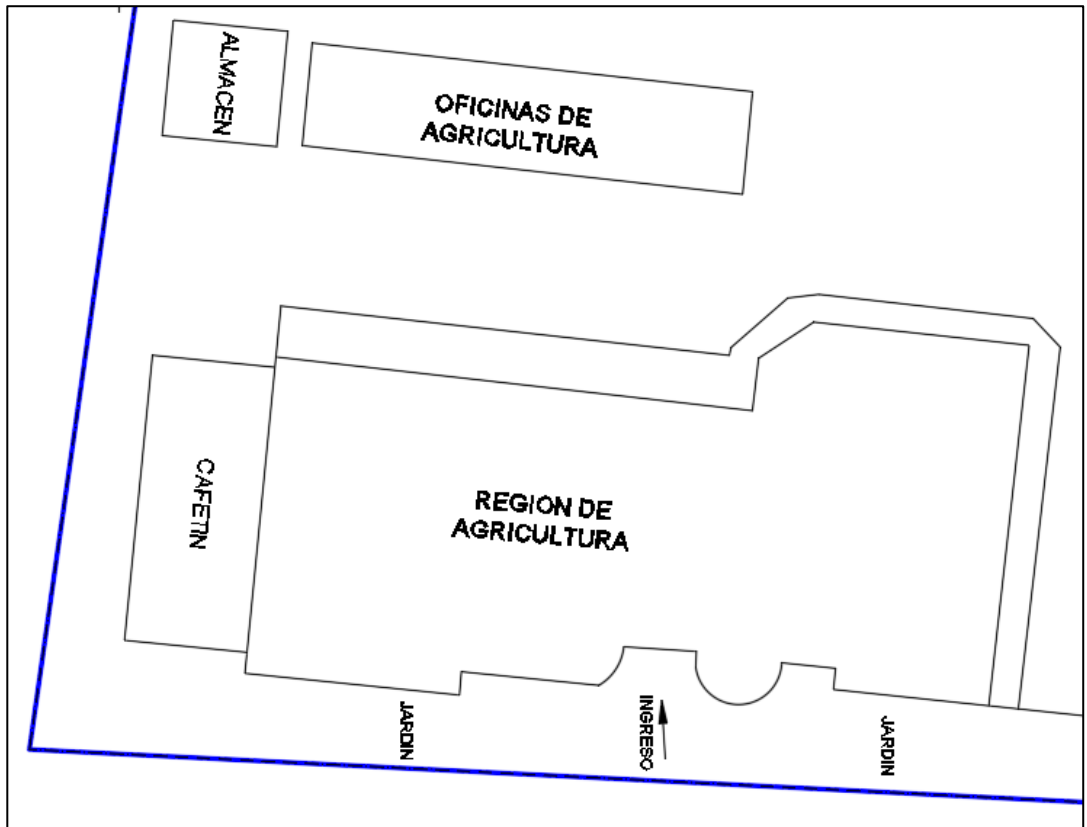 ALMACEN
OFICINAS DE
AGRICULTURA
CAFETIN
REGION DE
AGRICULTURA
JARDIN
INGRESO
JARDIN